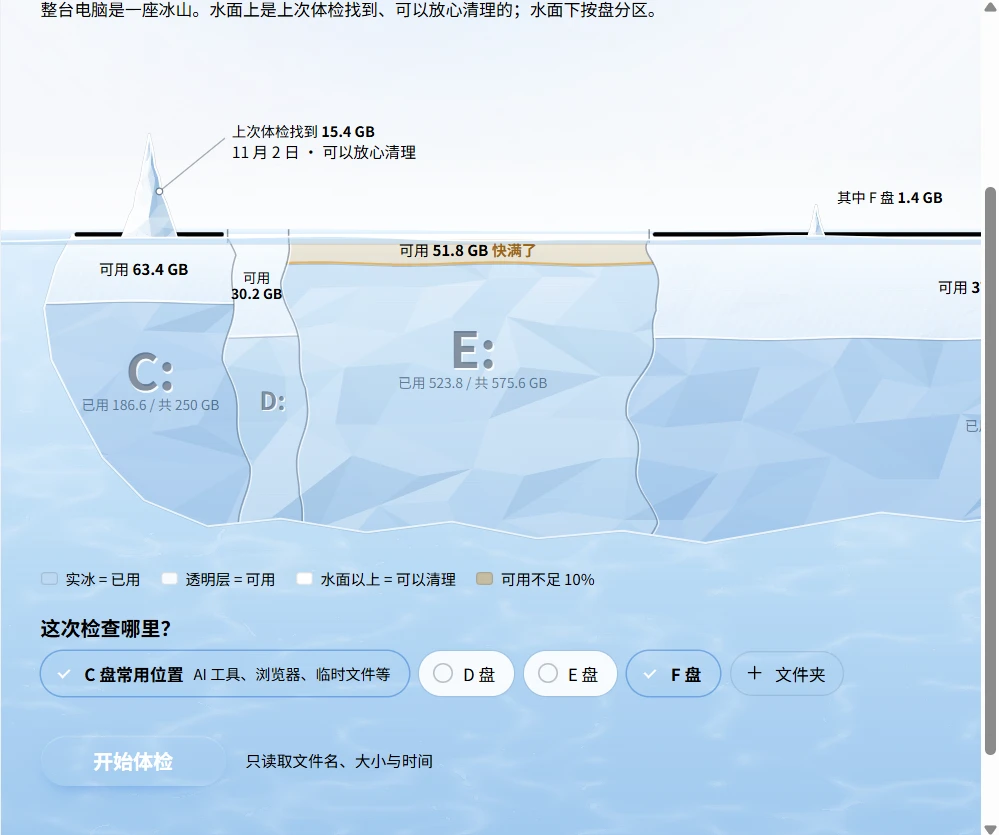 整台电脑是一座冰山。水面上是上次体检找到、可以放心清理的；水面下按盘分区。
上次体检找到 15.4 GB
11 月 2 日 · 可以放心清理
其中 F 盘 1.4 GB
可用 63.4 GB
可用
30.2 GB
可用 51.8 GB 快满了
可用 3
C:
已用 186.6 / 共 250 GB
D:
E:
已用 523.8 / 共 575.6 GB
已
实冰 = 已用
透明层 = 可用
水面以上 = 可以清理
可用不足 10%
这次检查哪里？
C 盘常用位置 AI 工具、浏览器、临时文件等
D 盘
E 盘
F 盘
+ 文件夹
开始体检
只读取文件名、大小与时间